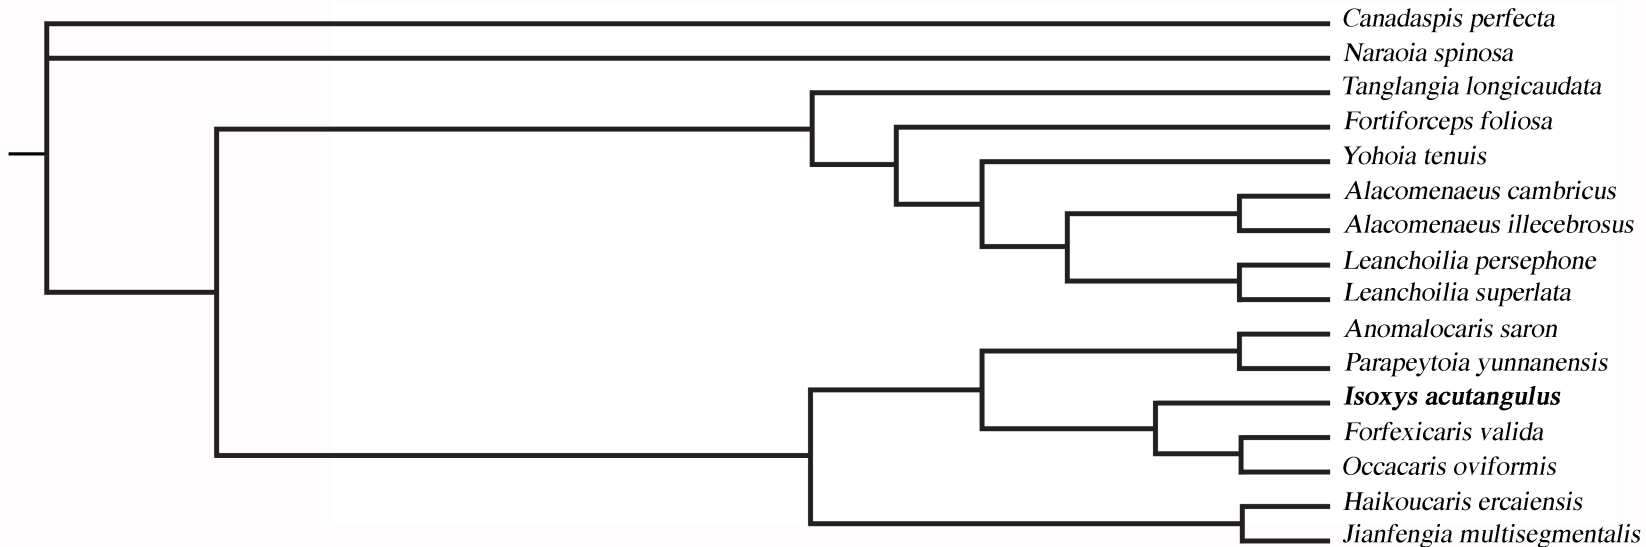 Canadaspis perfecta
Naraoia spinosa
Tanglangia longicaudata
Fortiforceps foliosa
Yohoia tenuis
Alacomenaeus cambricus
Alacomenaeus illecebrosus
Leanchoilia persephone
Leanchoilia superlata
Anomalocaris saron
Parapeytoia yunnanensis
Isoxys acutangulus
Forfexicaris valida
Occacaris oviformis
Haikoucaris ercaiensis
Jianfengia multisegmentalis